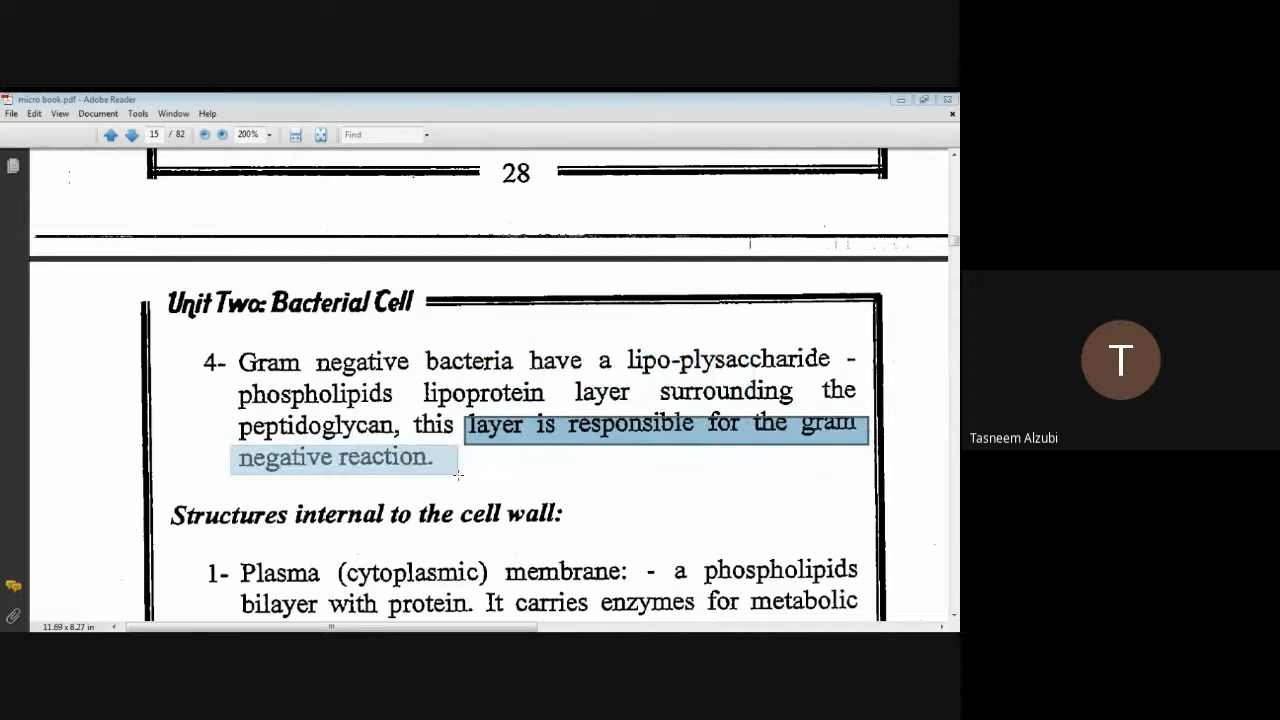 micro book.pdf - Adobe Reader
File Edit View Document Tools Window Help
15 / 82 200% Find
28
Unit Two: Bacterial Cell
4- Gram negative bacteria have a lipo-plysaccharide -
phospholipids lipoprotein layer surrounding the
peptidoglycan, this layer is responsible for the gram
negative reaction.
Structures internal to the cell wall:
1- Plasma (cytoplasmic) membrane: - a phospholipids
bilayer with protein. It carries enzymes for metabolic
11.69 x 8.27 in
T
Tasneem Alzubi